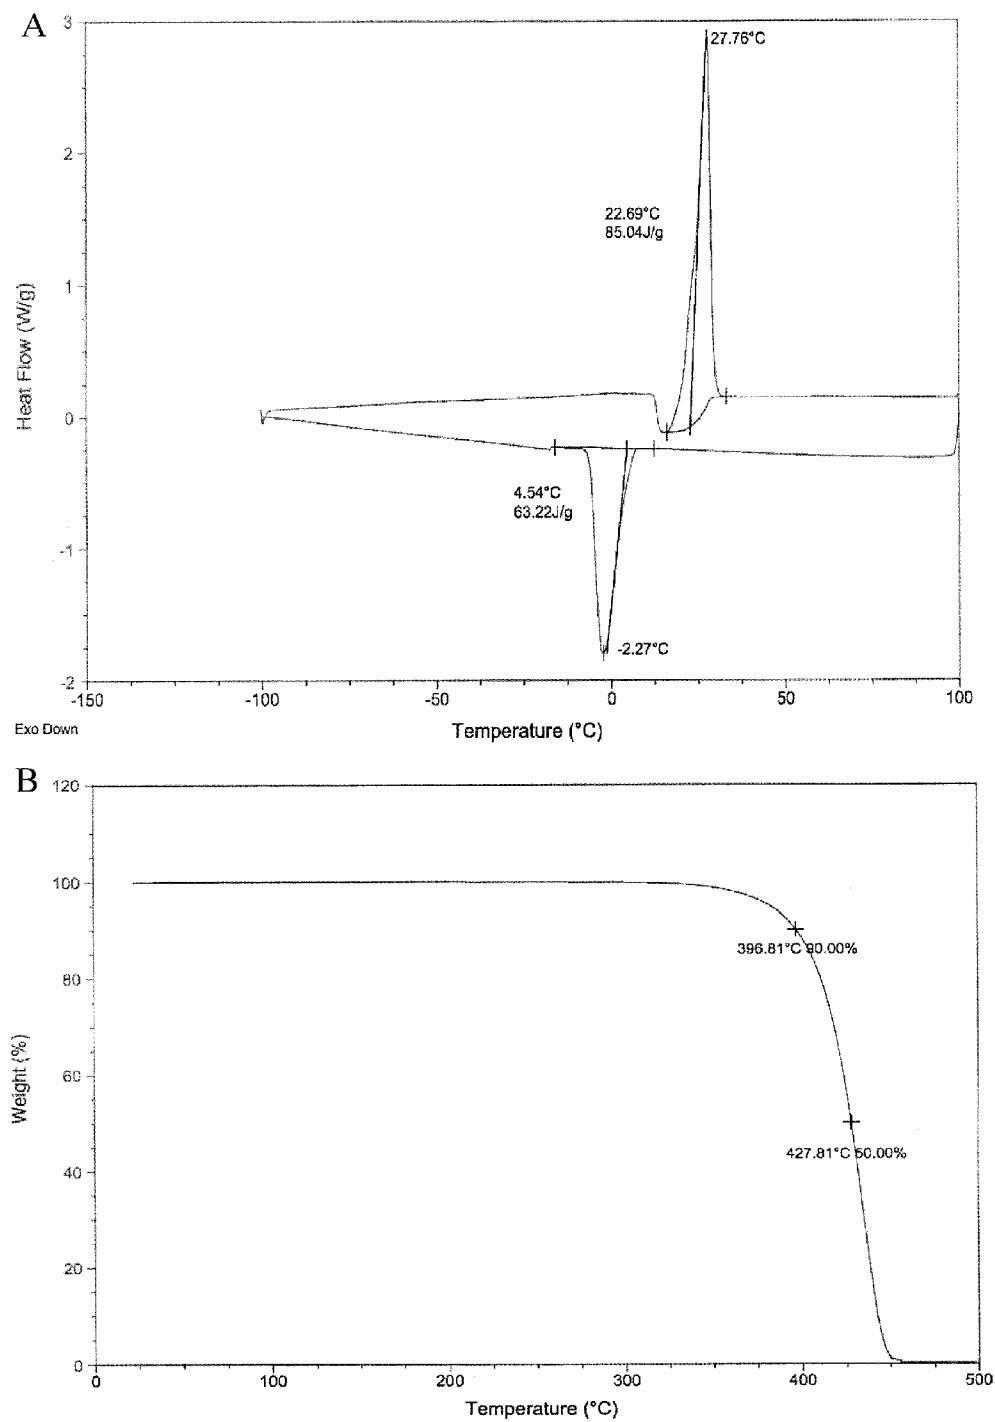 A
3
2
1
0
-1
-2
Heat Flow (W/g)
27.76°C
22.69°C
85.04J/g
4.54°C
63.22J/g
-2.27°C
-150
-100
-50
0
50
100
Exo Down
Temperature (°C)
B
120
100
80
60
40
20
0
Weight (%)
396.81°C 90.00%
427.81°C 50.00%
0
100
200
300
400
500
Temperature (°C)